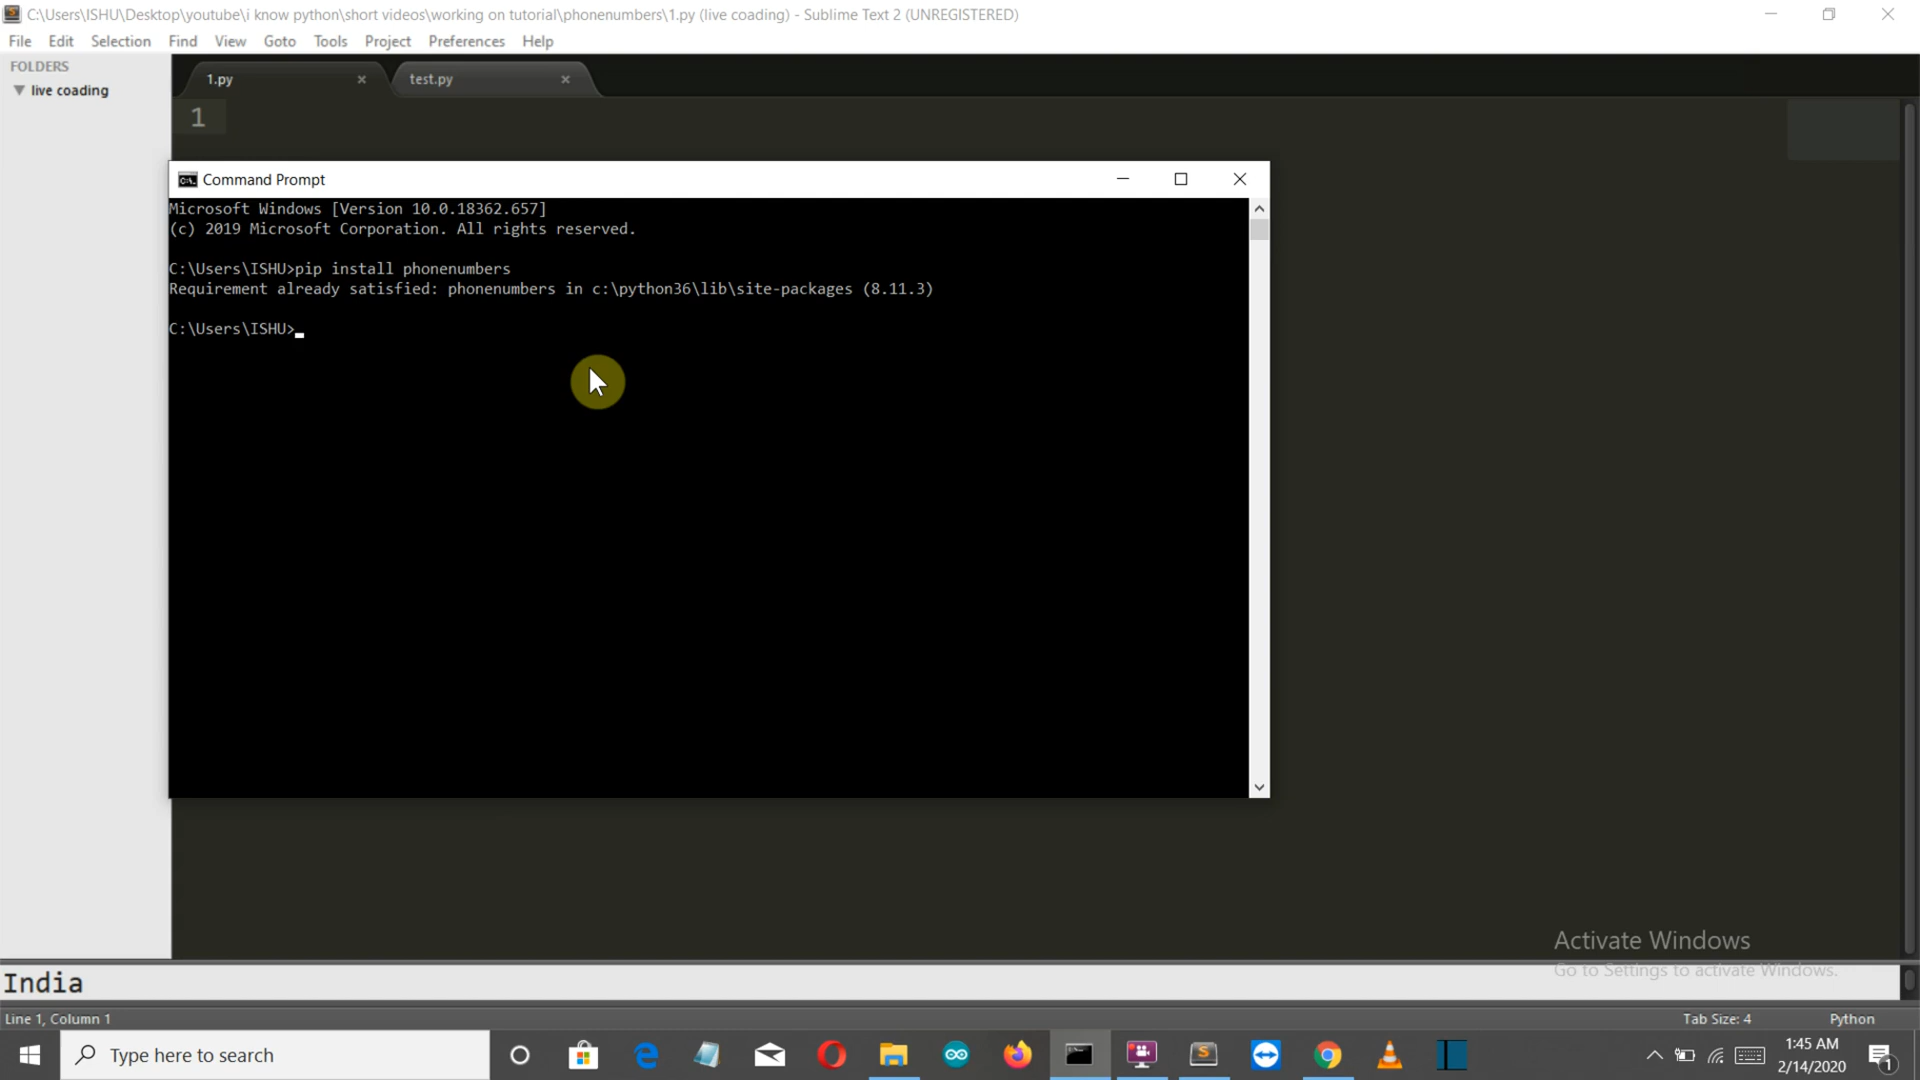 C:\Users\ISHU\Desktop\youtube\i know python\short videos\working on tutorial\phonenumbers\1.py (live coading) - Sublime Text 2 (UNREGISTERED)
File Edit Selection Find View Goto Tools Project Preferences Help
FOLDERS
live coading
1.py
test.py
1
Command Prompt
Microsoft Windows [Version 10.0.18362.657]
(c) 2019 Microsoft Corporation. All rights reserved.
C:\Users\ISHU>pip install phonenumbers
Requirement already satisfied: phonenumbers in c:\python36\lib\site-packages (8.11.3)
C:\Users\ISHU>
Activate Windows
Go to Settings to activate Windows.
India
Line 1, Column 1
Tab Size: 4
Python
Type here to search
1:45 AM
2/14/2020
1